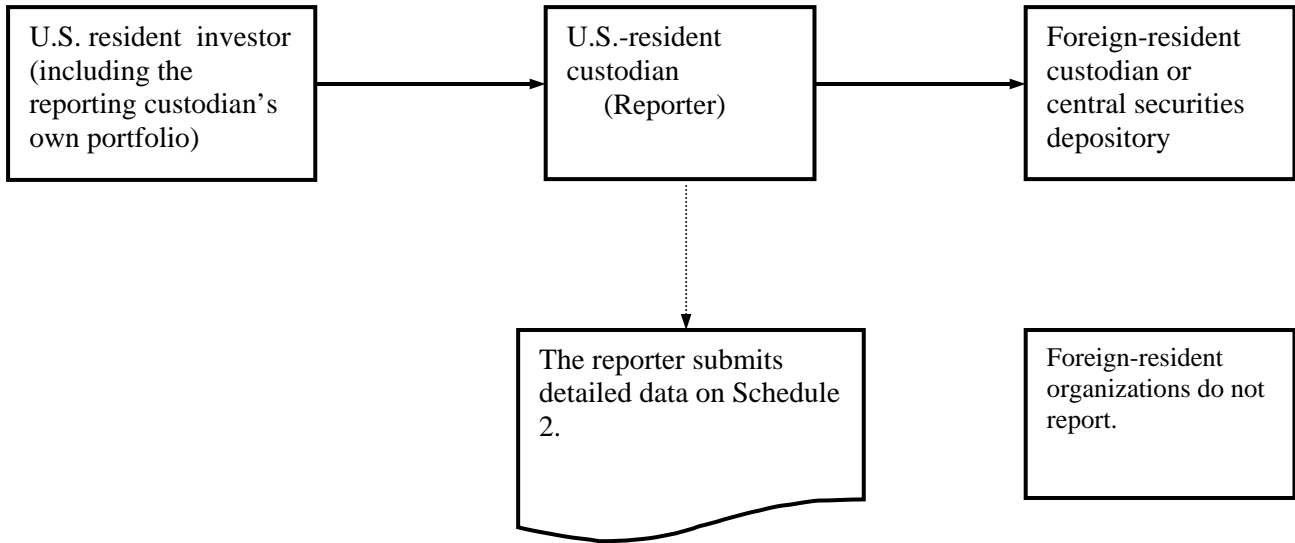 U.S. resident investor
(including the
reporting custodian's
own portfolio)
U.S.-resident
custodian
(Reporter)
Foreign-resident
custodian or
central securities
depository
The reporter submits
detailed data on Schedule
2.
Foreign-resident
organizations do not
report.